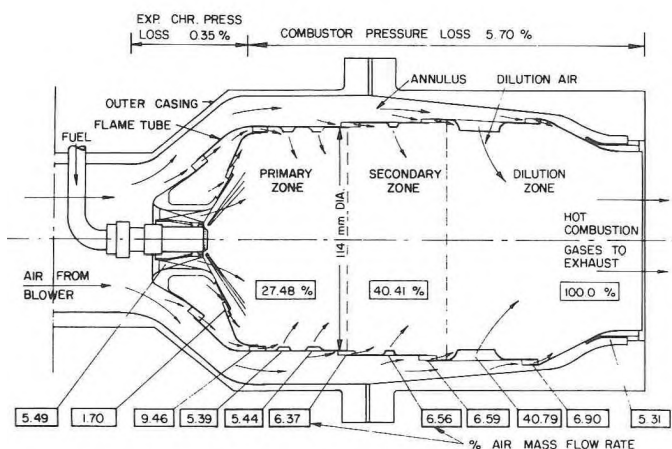 EXP. CHR. PRESS
LOSS 0.35 %
COMBUSTOR PRESSURE LOSS 5.70 %
OUTER CASING
ANNULUS
DILUTION AIR
FLAME TUBE
FUEL
PRIMARY
ZONE
SECONDARY
ZONE
DILUTION
ZONE
114 mm DIA.
HOT
COMBUSTION
GASES TO
EXHAUST
AIR FROM
BLOWER
27.48 %
40.41 %
100.0 %
5.49
1.70
9.46
5.39
5.44
6.37
6.56
6.59
40.79
6.90
5.31
% AIR MASS FLOW RATE